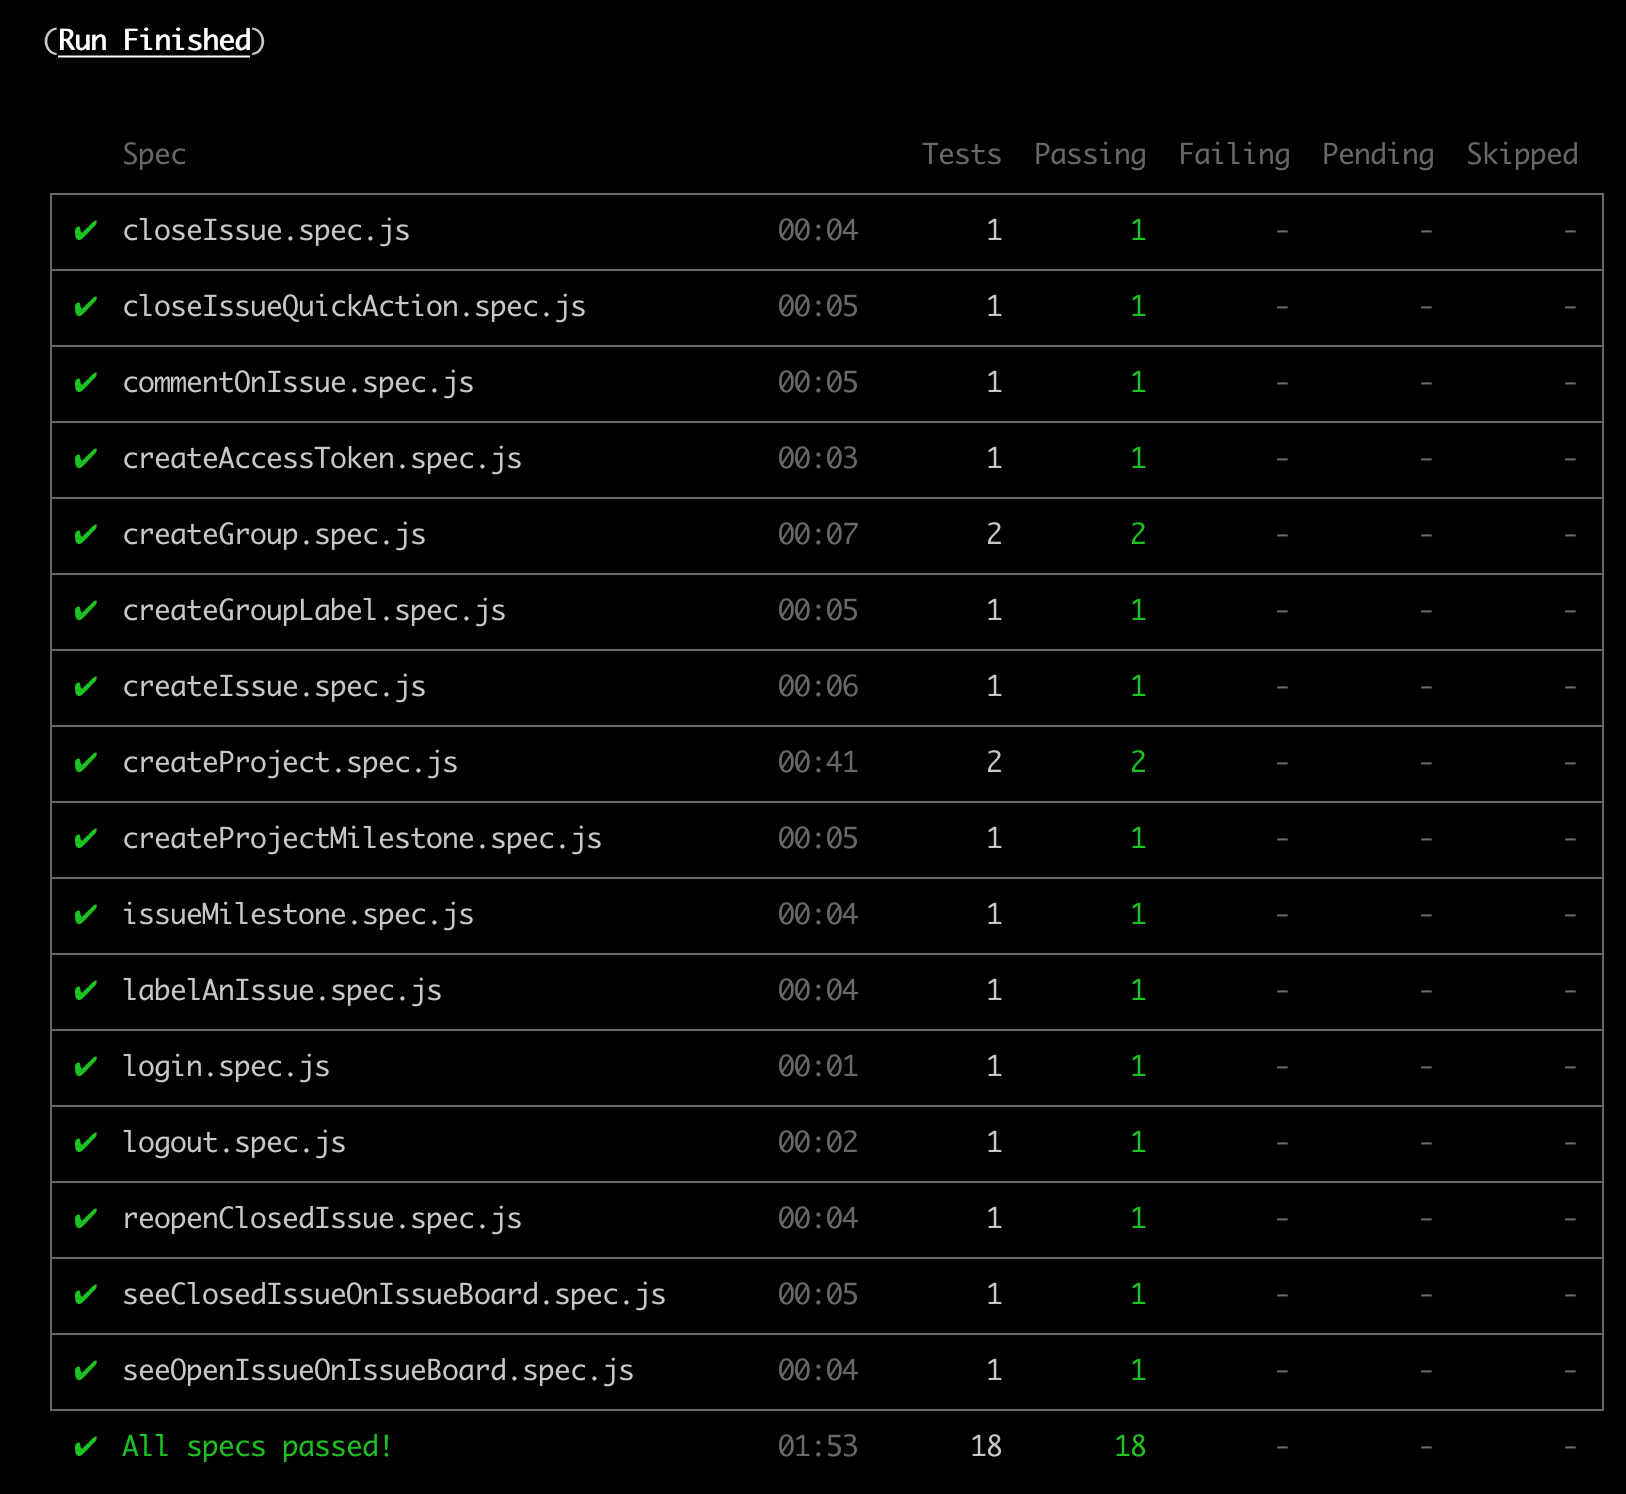 (Run Finished)
Spec Tests Passing Failing Pending Skipped
✔ closeIssue.spec.js 00:04 1 1 - - -
✔ closeIssueQuickAction.spec.js 00:05 1 1 - - -
✔ commentOnIssue.spec.js 00:05 1 1 - - -
✔ createAccessToken.spec.js 00:03 1 1 - - -
✔ createGroup.spec.js 00:07 2 2 - - -
✔ createGroupLabel.spec.js 00:05 1 1 - - -
✔ createIssue.spec.js 00:06 1 1 - - -
✔ createProject.spec.js 00:41 2 2 - - -
✔ createProjectMilestone.spec.js 00:05 1 1 - - -
✔ issueMilestone.spec.js 00:04 1 1 - - -
✔ labelAnIssue.spec.js 00:04 1 1 - - -
✔ login.spec.js 00:01 1 1 - - -
✔ logout.spec.js 00:02 1 1 - - -
✔ reopenClosedIssue.spec.js 00:04 1 1 - - -
✔ seeClosedIssueOnIssueBoard.spec.js 00:05 1 1 - - -
✔ seeOpenIssueOnIssueBoard.spec.js 00:04 1 1 - - -
✔ All specs passed! 01:53 18 18 - - -